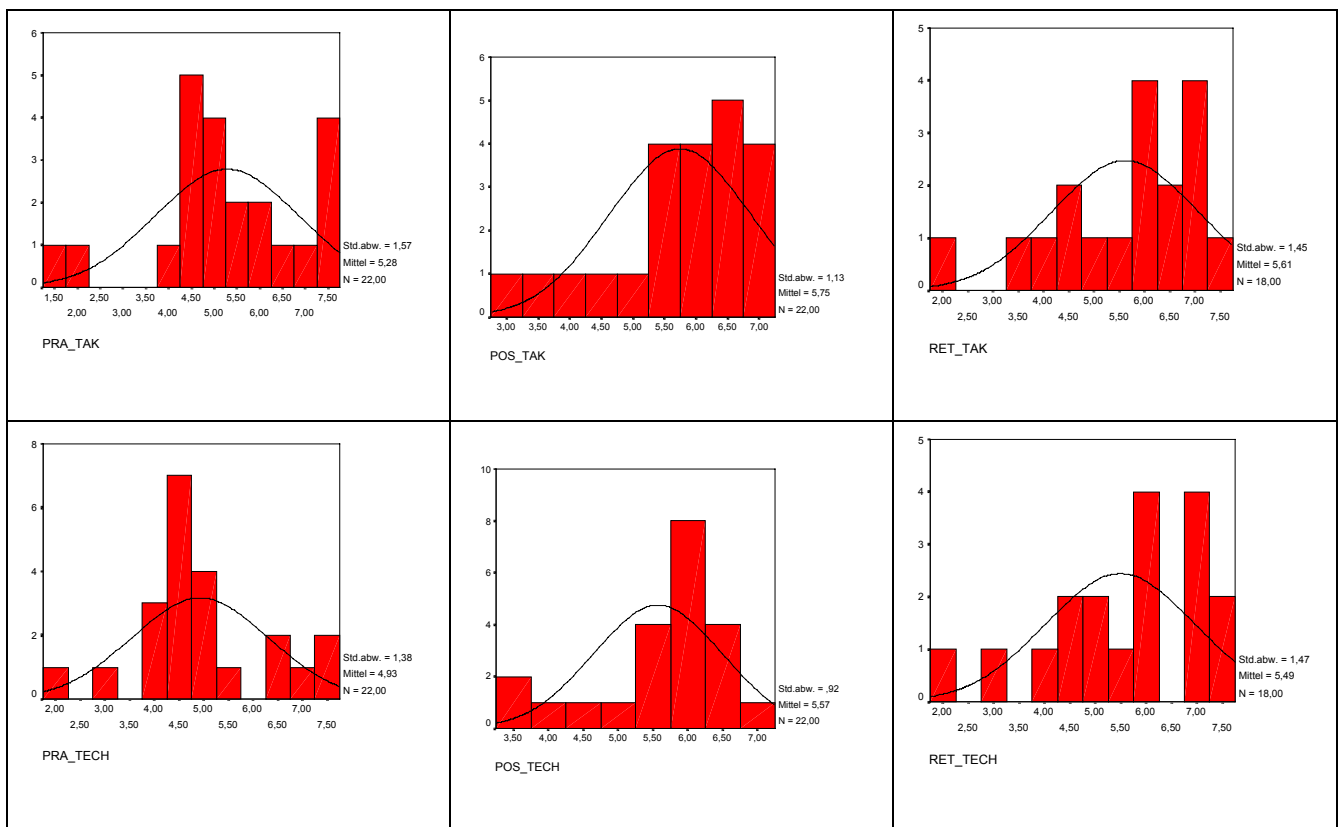 6
5
4
3
2
1
0
1,50 2,50 3,50 4,50 5,50 6,50 7,50
2,00 3,00 4,00 5,00 6,00 7,00
Std.abw. = 1,57
Mittel = 5,28
N = 22,00
PRA_TAK
6
5
4
3
2
1
0
3,00 3,50 4,00 4,50 5,00 5,50 6,00 6,50 7,00
Std.abw. = 1,13
Mittel = 5,75
N = 22,00
POS_TAK
5
4
3
2
1
0
2,00 3,00 4,00 5,00 6,00 7,00
2,50 3,50 4,50 5,50 6,50 7,50
Std.abw. = 1,45
Mittel = 5,61
N = 18,00
RET_TAK
8
6
4
2
0
2,00 3,00 4,00 5,00 6,00 7,00
2,50 3,50 4,50 5,50 6,50 7,50
Std.abw. = 1,38
Mittel = 4,93
N = 22,00
PRA_TECH
10
8
6
4
2
0
3,50 4,00 4,50 5,00 5,50 6,00 6,50 7,00
Std.abw. = ,92
Mittel = 5,57
N = 22,00
POS_TECH
5
4
3
2
1
0
2,00 3,00 4,00 5,00 6,00 7,00
2,50 3,50 4,50 5,50 6,50 7,50
Std.abw. = 1,47
Mittel = 5,49
N = 18,00
RET_TECH